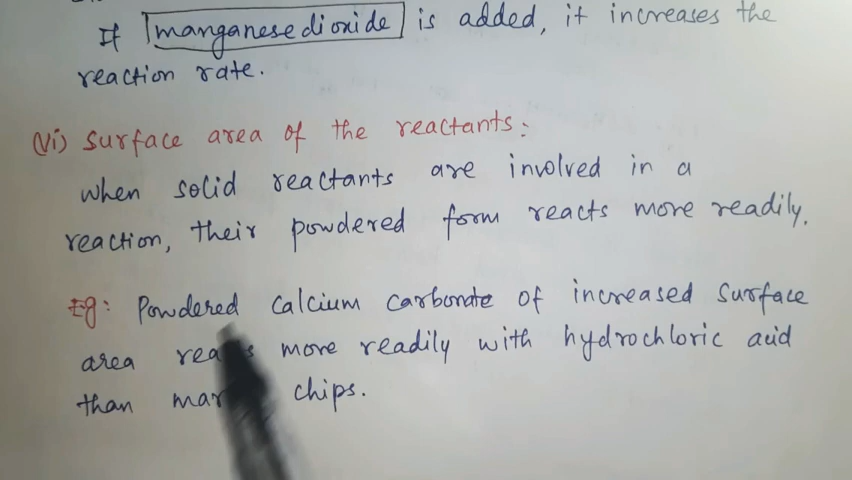 If manganese dioxide is added, it increases the
reaction rate.
(vi) surface area of the reactants:
when solid reactants are involved in a
reaction, their powdered form reacts more readily.
Eg: Powdered calcium carbonate of increased surface
area more readily with hydrochloric acid
than chips.